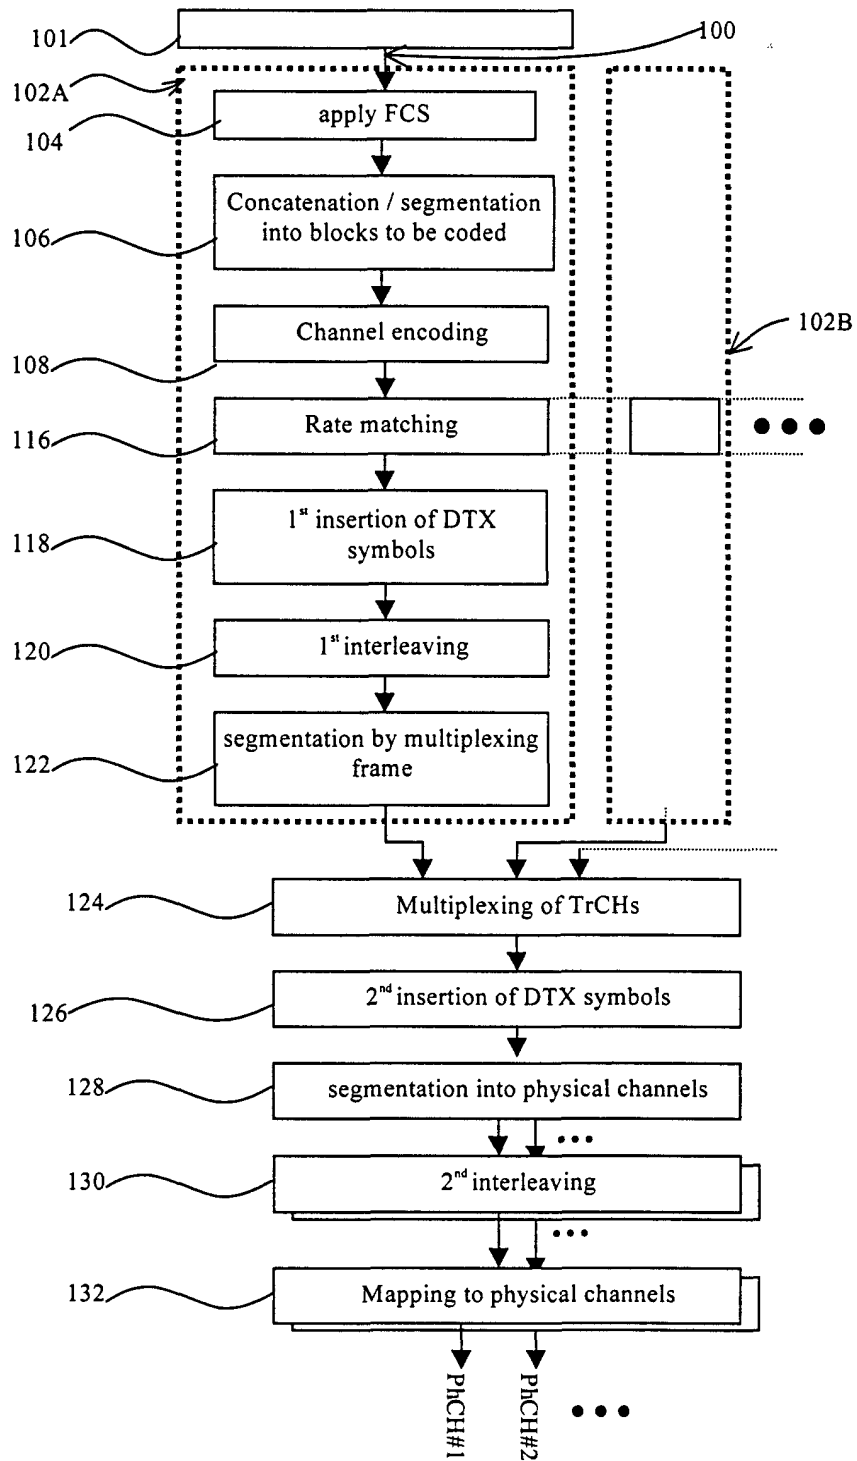 101
100
102A
apply FCS
104
Concatenation / segmentation
into blocks to be coded
106
102B
Channel encoding
108
Rate matching
116
1st insertion of DTX
symbols
118
1st interleaving
120
segmentation by multiplexing
frame
122
Multiplexing of TrCHs
124
2nd insertion of DTX symbols
126
segmentation into physical channels
128
2nd interleaving
130
Mapping to physical channels
132
PhCH#1
PhCH#2